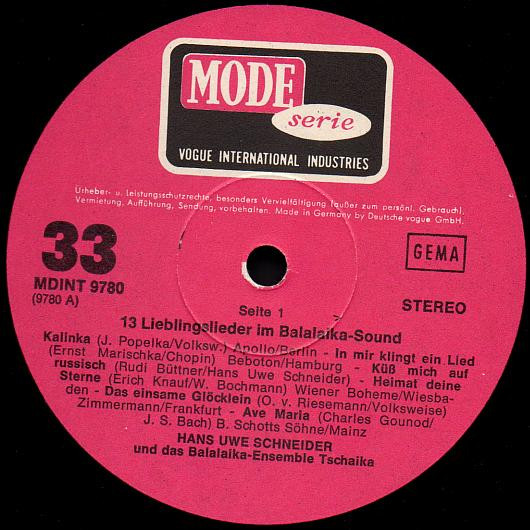 MODE
serie
VOGUE INTERNATIONAL INDUSTRIES
Urheber- u. Leistungsschutzrechte, besonders Vervielfältigung (außer zum persönl. Gebrauch),
Vermietung, Aufführung, Sendung, vorbehalten. Made in Germany by Deutsche vogue GmbH.
33
MDINT 9780
(9780 A)
GEMA
STEREO
Seite 1
13 Lieblingslieder im Balalaika-Sound
Kalinka (J. Popelka/Volksw.) Apollo/Berlin - In mir klingt ein Lied
(Ernst Marischka/Chopin) Beboton/Hamburg - Küß mich auf
russisch (Rudi Büttner/Hans Uwe Schneider) - Heimat deine
Sterne (Erich Knauf/W. Bochmann) Wiener Boheme/Wiesba-
den - Das einsame Glöcklein (O. v. Riesemann/Volksweise)
Zimmermann/Frankfurt - Ave Maria (Charles Gounod/
J. S. Bach) B. Schotts Söhne/Mainz
HANS UWE SCHNEIDER
und das Balalaika-Ensemble Tschaika